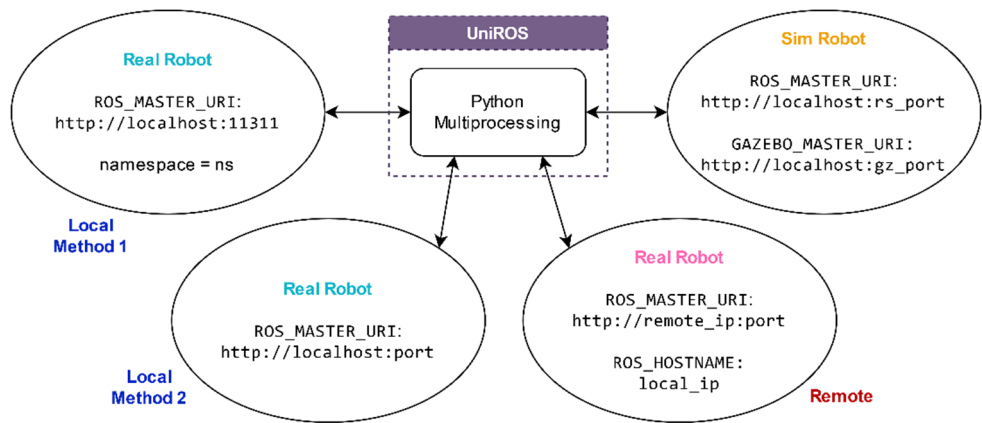 UniROS
Python
Multiprocessing
Real Robot
ROS_MASTER_URI:
http://localhost:11311
namespace = ns
Local
Method 1
Sim Robot
ROS_MASTER_URI:
http://localhost:rs_port
GAZEBO_MASTER_URI:
http://localhost:gz_port
Real Robot
ROS_MASTER_URI:
http://localhost:port
Local
Method 2
Real Robot
ROS_MASTER_URI:
http://remote_ip:port
ROS_HOSTNAME:
local_ip
Remote